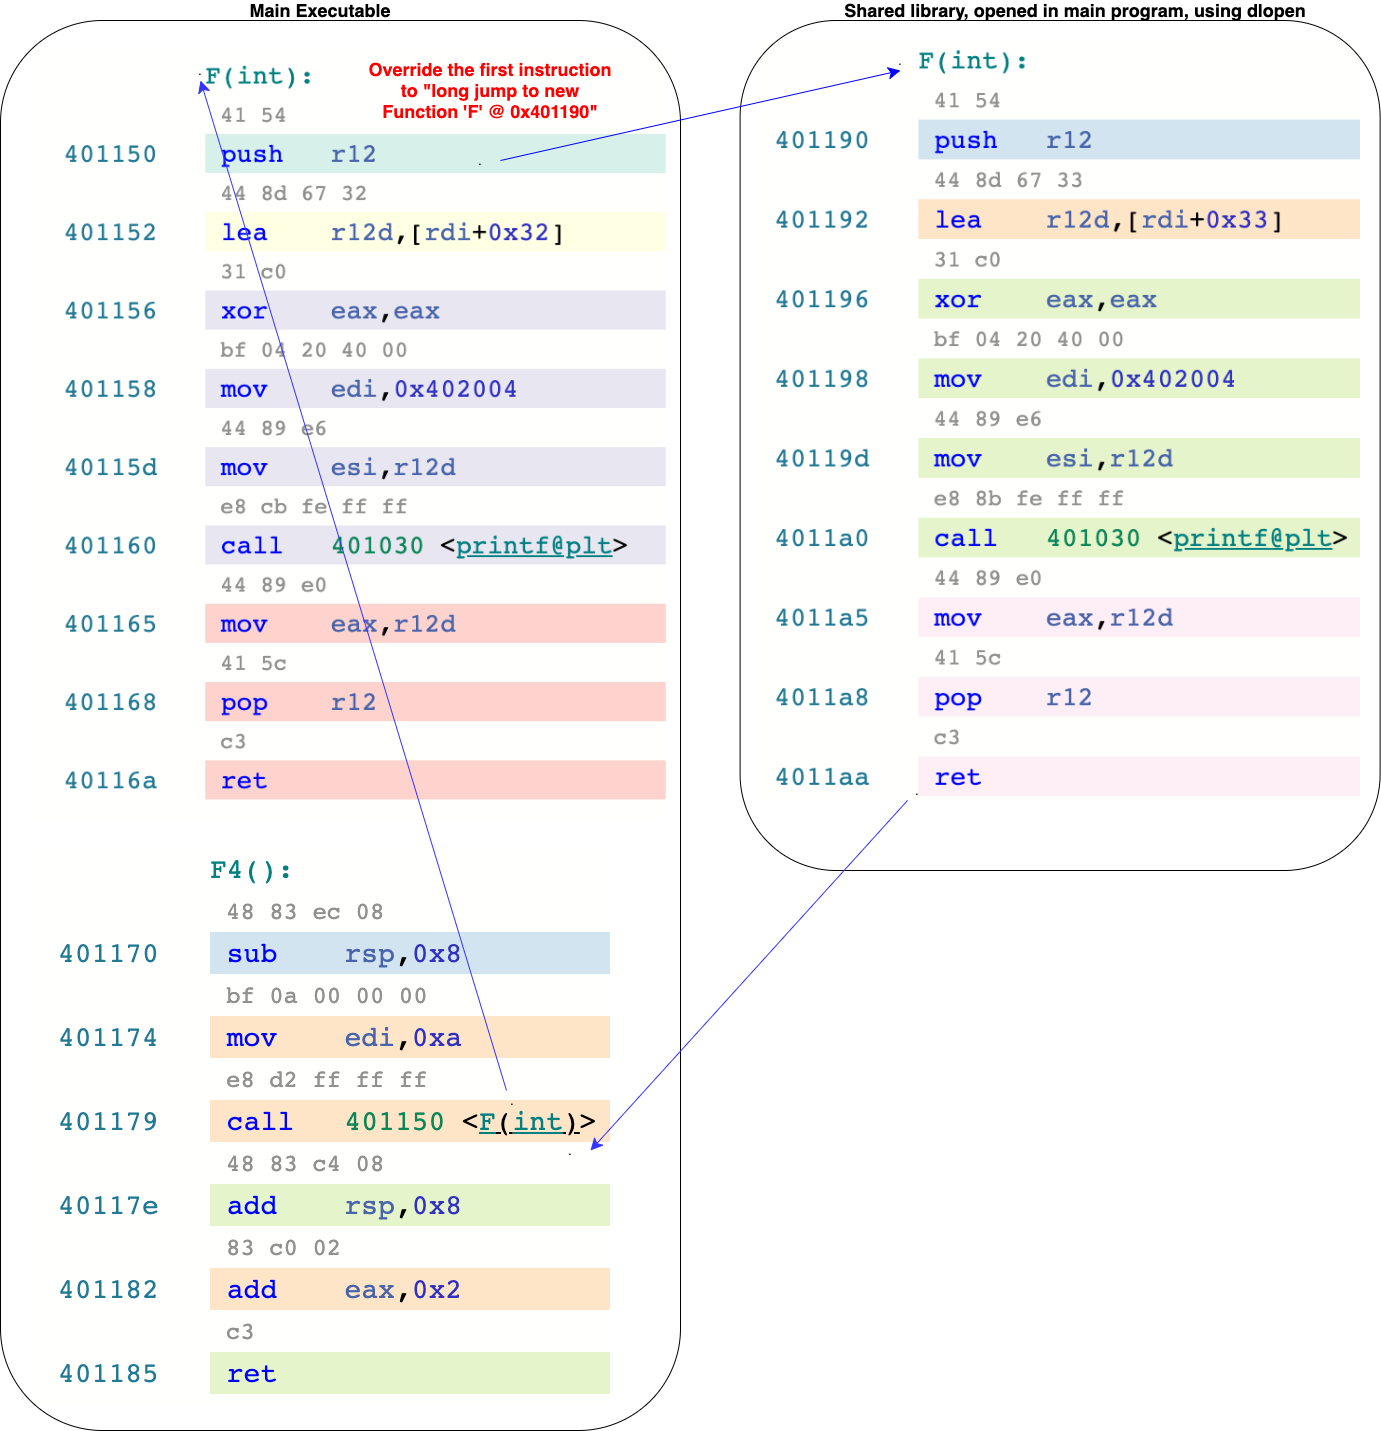 Main Executable
F(int):
Override the first instruction
to "long jump to new
Function 'F' @ 0x401190"
41 54
401150 push r12
44 8d 67 32
401152 lea r12d,[rdi+0x32]
31 c0
401156 xor eax,eax
bf 04 20 40 00
401158 mov edi,0x402004
44 89 e6
40115d mov esi,r12d
e8 cb fe ff ff
401160 call 401030 <printf@plt>
44 89 e0
401165 mov eax,r12d
41 5c
401168 pop r12
c3
40116a ret
F4():
48 83 ec 08
401170 sub rsp,0x8
bf 0a 00 00 00
401174 mov edi,0xa
e8 d2 ff ff ff
401179 call 401150 <F(int)>
48 83 c4 08
40117e add rsp,0x8
83 c0 02
401182 add eax,0x2
c3
401185 ret
Shared library, opened in main program, using dlopen
F(int):
41 54
401190 push r12
44 8d 67 33
401192 lea r12d,[rdi+0x33]
31 c0
401196 xor eax,eax
bf 04 20 40 00
401198 mov edi,0x402004
44 89 e6
40119d mov esi,r12d
e8 8b fe ff ff
4011a0 call 401030 <printf@plt>
44 89 e0
4011a5 mov eax,r12d
41 5c
4011a8 pop r12
c3
4011aa ret